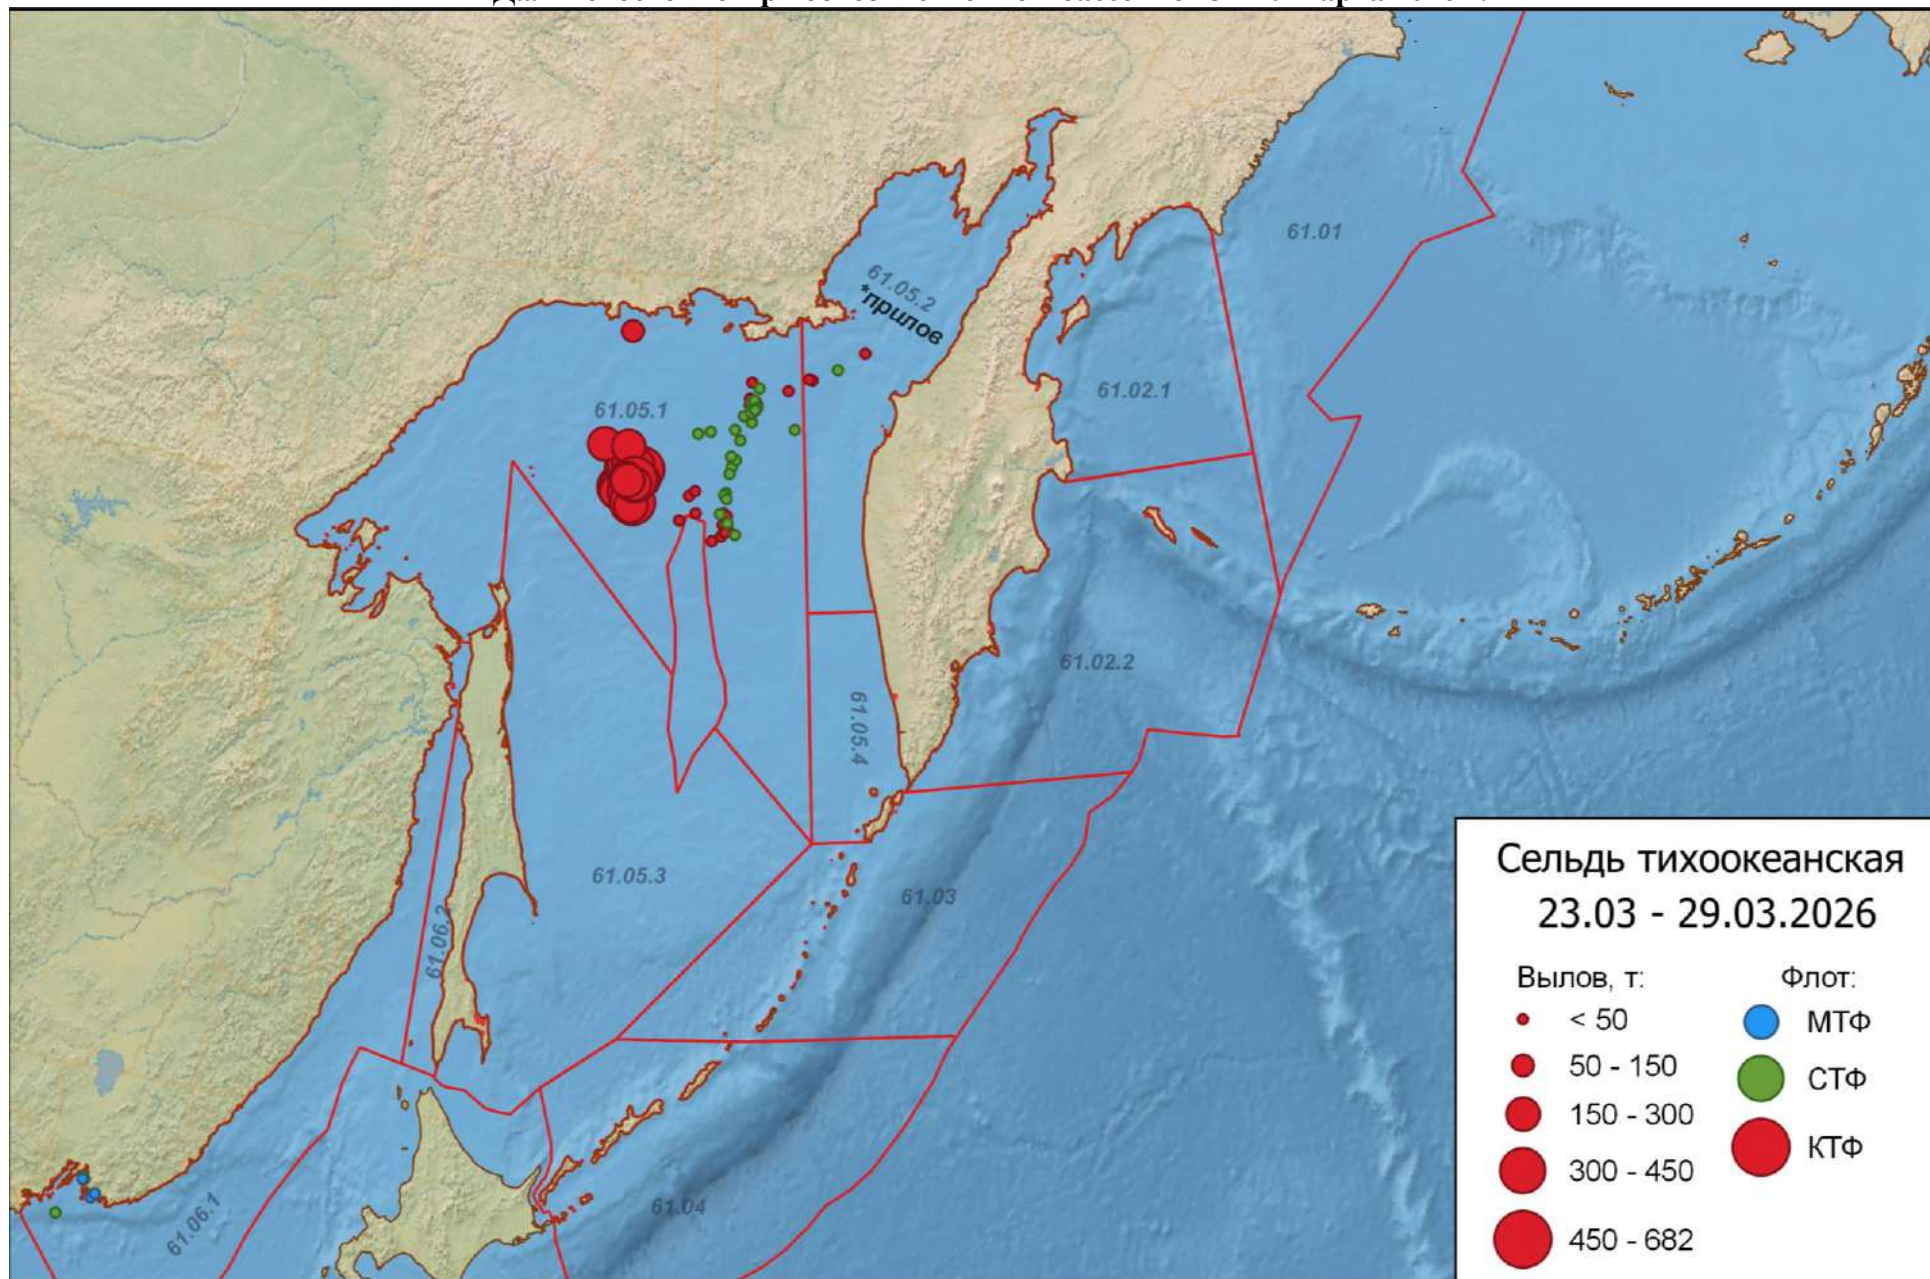 61.01
61.05.2
*прилов
61.02.1
61.05.1
61.02.2
61.05.4
61.05.3
61.03
61.06.2
61.04
61.06.1
Сельдь тихоокеанская
23.03 - 29.03.2026
Вылов, т: Флот:
< 50 МТФ
50 - 150 СТФ
150 - 300
300 - 450 КТФ
450 - 682